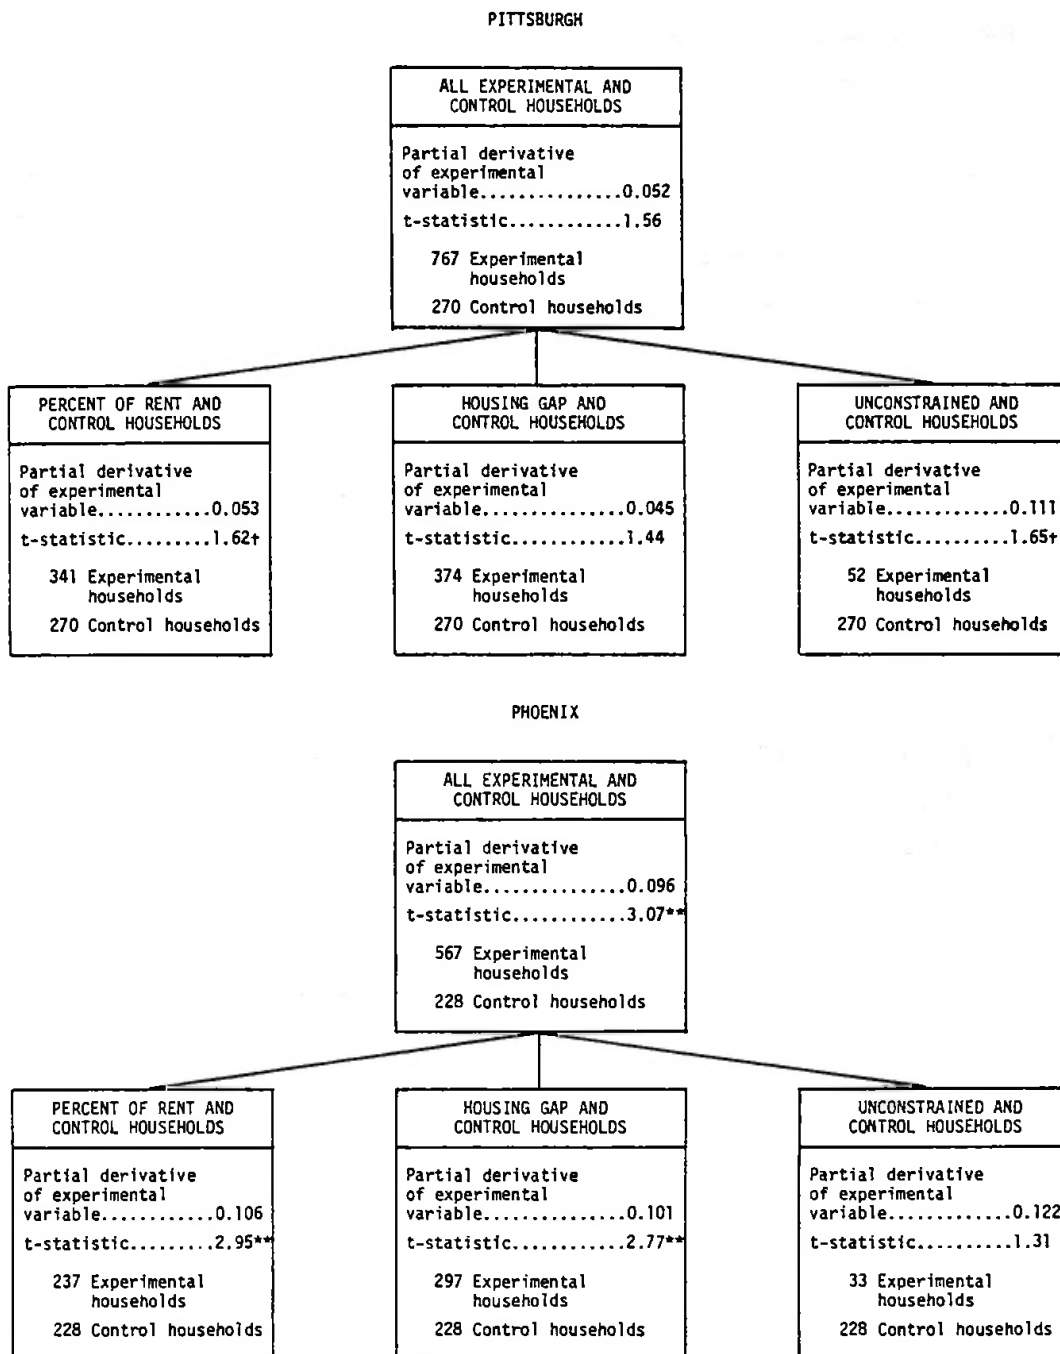 PITTSBURGH
ALL EXPERIMENTAL AND
CONTROL HOUSEHOLDS
Partial derivative
of experimental
variable...............0.052
t-statistic............1.56
767 Experimental
households
270 Control households
PERCENT OF RENT AND
CONTROL HOUSEHOLDS
Partial derivative
of experimental
variable............0.053
t-statistic.........1.62†
341 Experimental
households
270 Control households
HOUSING GAP AND
CONTROL HOUSEHOLDS
Partial derivative
of experimental
variable.............0.045
t-statistic..........1.44
374 Experimental
households
270 Control households
UNCONSTRAINED AND
CONTROL HOUSEHOLDS
Partial derivative
of experimental
variable.............0.111
t-statistic..........1.65†
52 Experimental
households
270 Control households
PHOENIX
ALL EXPERIMENTAL AND
CONTROL HOUSEHOLDS
Partial derivative
of experimental
variable...............0.096
t-statistic............3.07**
567 Experimental
households
228 Control households
PERCENT OF RENT AND
CONTROL HOUSEHOLDS
Partial derivative
of experimental
variable............0.106
t-statistic.........2.95**
237 Experimental
households
228 Control households
HOUSING GAP AND
CONTROL HOUSEHOLDS
Partial derivative
of experimental
variable.............0.101
t-statistic..........2.77**
297 Experimental
households
228 Control households
UNCONSTRAINED AND
CONTROL HOUSEHOLDS
Partial derivative
of experimental
variable..............0.122
t-statistic..........1.31
33 Experimental
households
228 Control households